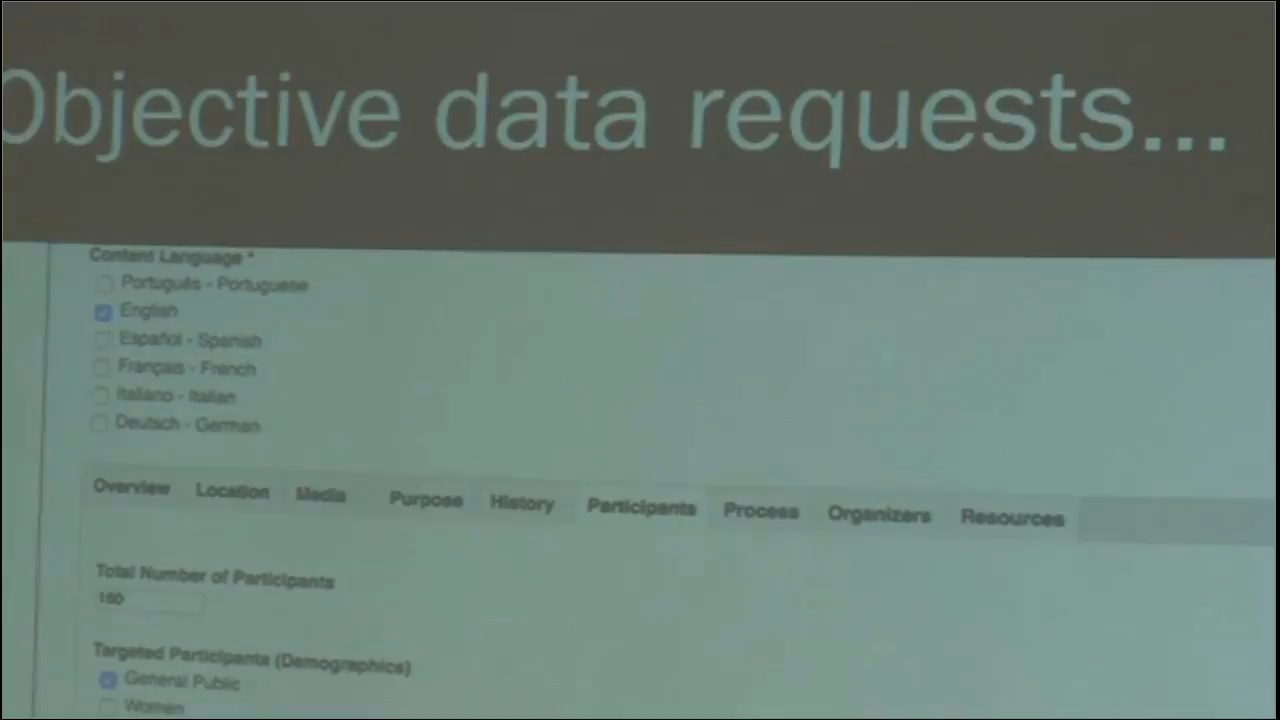 Objective data requests...
Content Language *
Português - Portuguese
English
Español - Spanish
Français - French
Italiano - Italian
Deutsch - German
Overview Location Media Purpose History Participants Process Organizers Resources
Total Number of Participants
160
Targeted Participants (Demographics)
General Public
Women